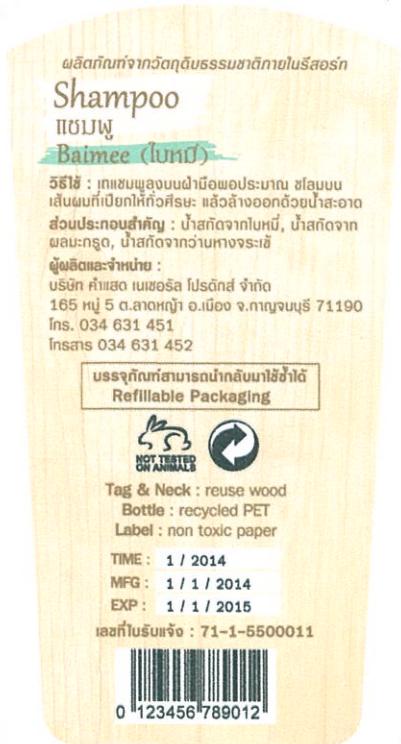 ผลิตภัณฑ์จากวัตถุดิบธรรมชาติภายในรีสอร์ท
Shampoo
แชมพู
Baimee (ใบหมี่)
วิธีใช้ : เทแชมพูลงบนฝ่ามือพอประมาณ ชโลมบน
เส้นผมที่เปียกให้ทั่วศีรษะ แล้วล้างออกด้วยน้ำสะอาด
ส่วนประกอบสำคัญ : น้ำสกัดจากใบหมี่, น้ำสกัดจาก
ผลมะกรูด, น้ำสกัดจากว่านหางจระเข้
ผู้ผลิตและจำหน่าย :
บริษัท คำแสด เนเชอรัล โปรดักส์ จำกัด
165 หมู่ 5 ต.ลาดหญ้า อ.เมือง จ.กาญจนบุรี 71190
โทร. 034 631 451
โทรสาร 034 631 452
บรรจุภัณฑ์สามารถนำกลับมาใช้ซ้ำได้
Refillable Packaging
NOT TESTED
ON ANIMALS
Tag & Neck : reuse wood
Bottle : recycled PET
Label : non toxic paper
TIME : 1 / 2014
MFG : 1 / 1 / 2014
EXP : 1 / 1 / 2015
เลขที่ใบรับแจ้ง : 71-1-5500011
0 123456 789012